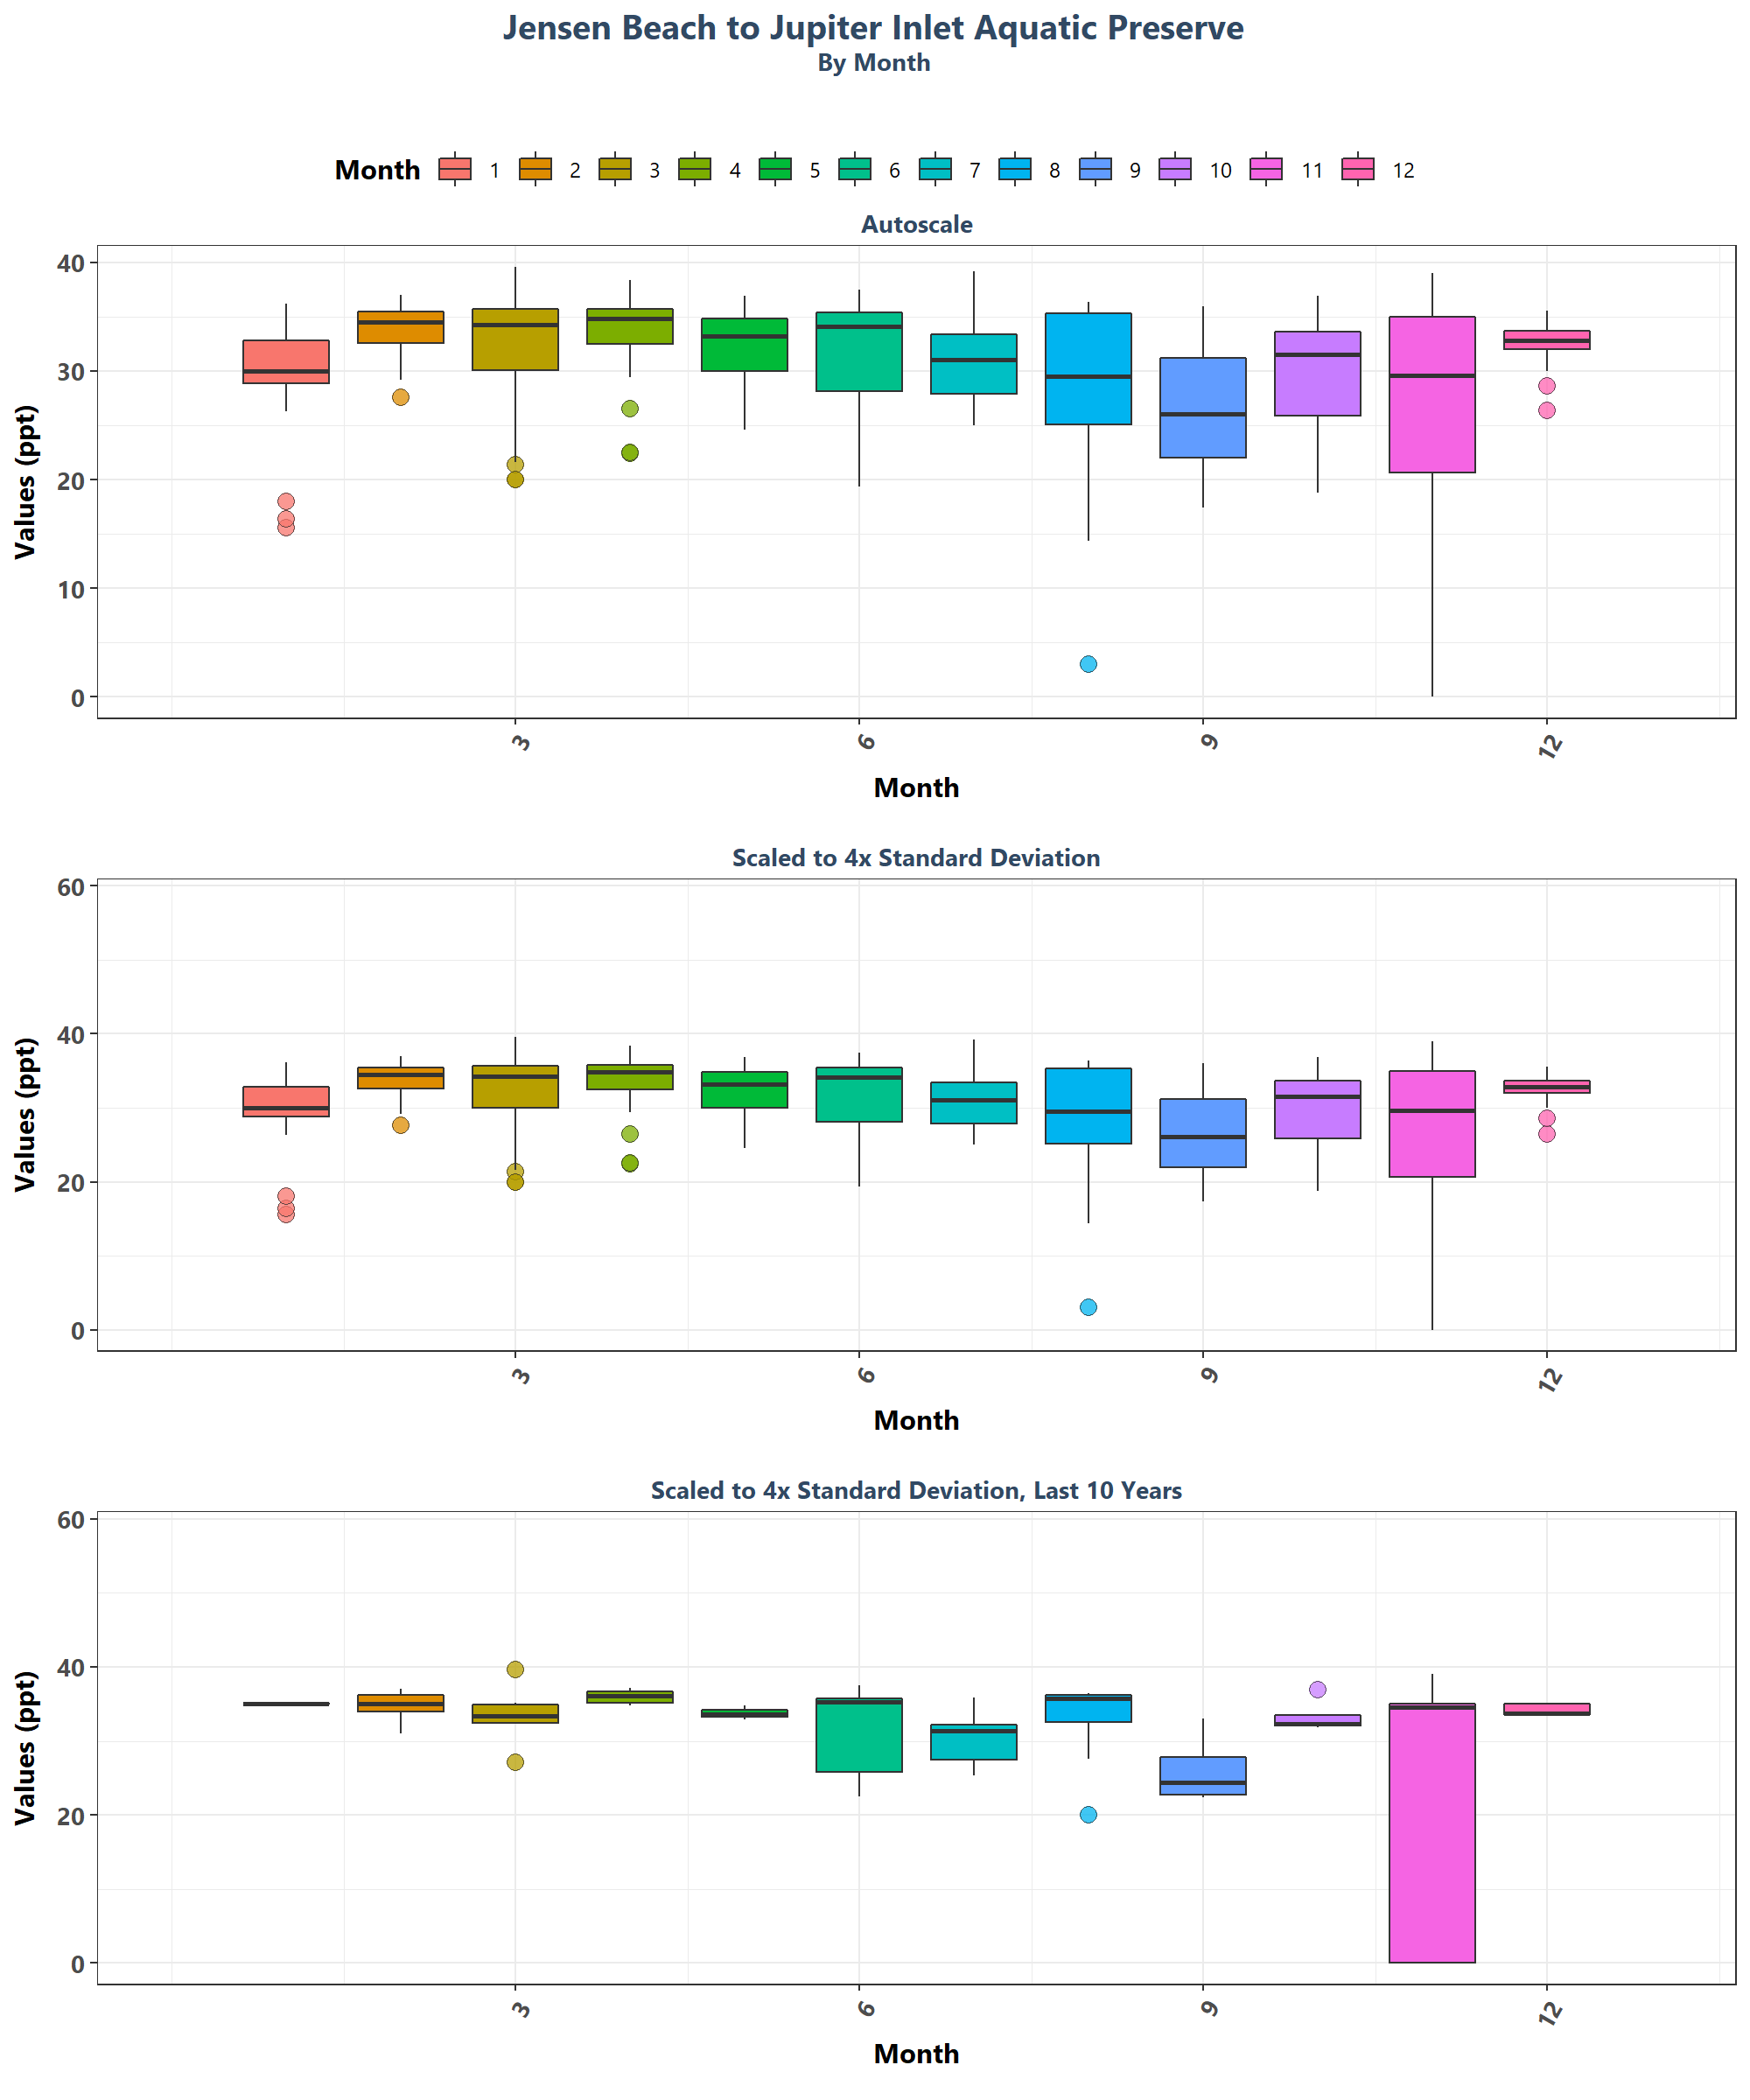 Jensen Beach to Jupiter Inlet Aquatic Preserve
By Month
Month 1 2 3 4 5 6 7 8 9 10 11 12
Autoscale
Values (ppt)
40
30
20
10
0
3 6 9 12
Month
Scaled to 4x Standard Deviation
Values (ppt)
60
40
20
0
3 6 9 12
Month
Scaled to 4x Standard Deviation, Last 10 Years
Values (ppt)
60
40
20
0
3 6 9 12
Month